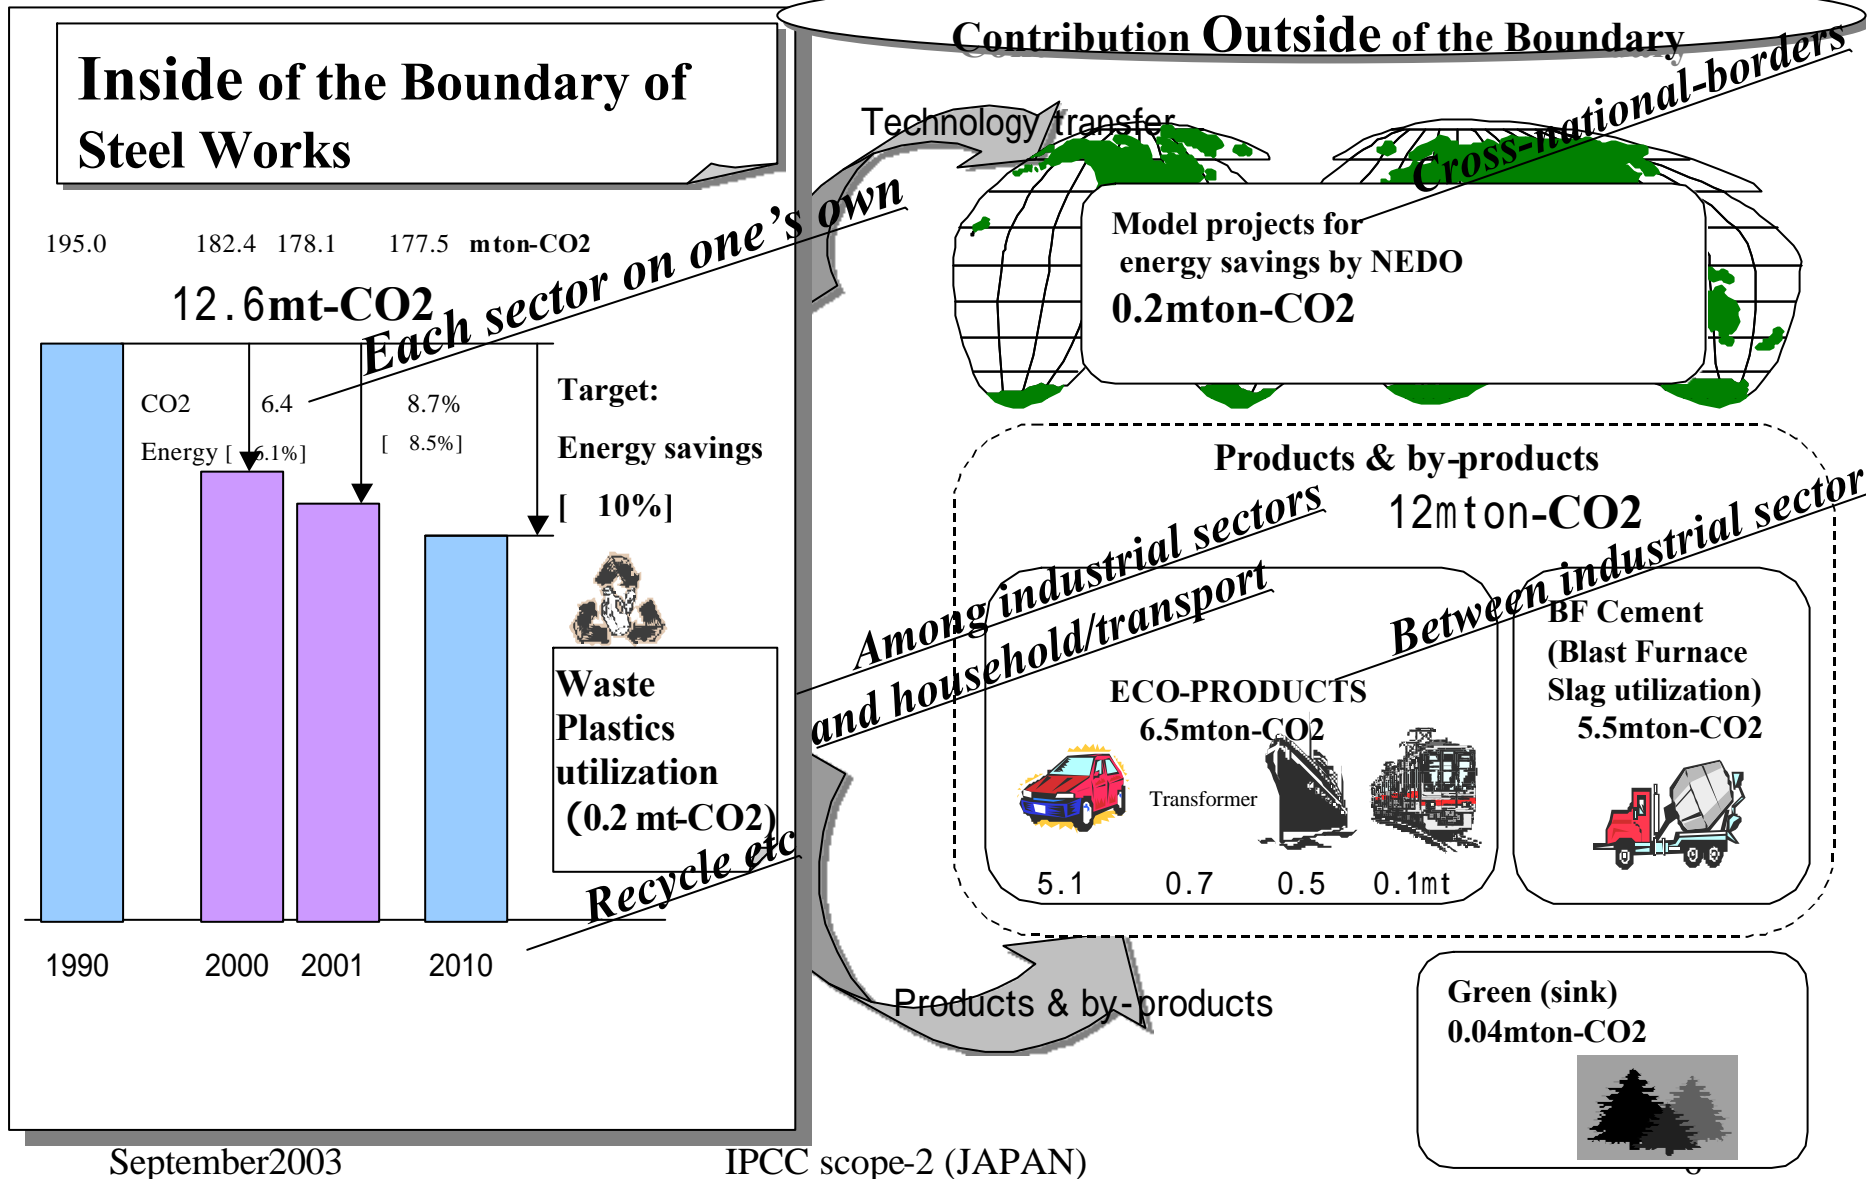 Inside of the Boundary of
Steel Works
195.0 182.4 178.1 177.5 mton-CO2
12.6mt-CO2
Each sector on one's own
CO2 6.4 8.7%
Energy [ 6.1%] [ 8.5%]
Target:
Energy savings
[ 10%]
Waste
Plastics
utilization
(0.2 mt-CO2)
Recycle etc
1990 2000 2001 2010
Contribution Outside of the Boundary
Technology transfer
Cross-national-borders
Model projects for
energy savings by NEDO
0.2mton-CO2
Products & by-products
12mton-CO2
Among industrial sectors
and household/transport
Between industrial sector
ECO-PRODUCTS
6.5mton-CO2
Transformer
5.1 0.7 0.5 0.1mt
BF Cement
(Blast Furnace
Slag utilization)
5.5mton-CO2
Products & by-products
Green (sink)
0.04mton-CO2
September2003 IPCC scope-2 (JAPAN)